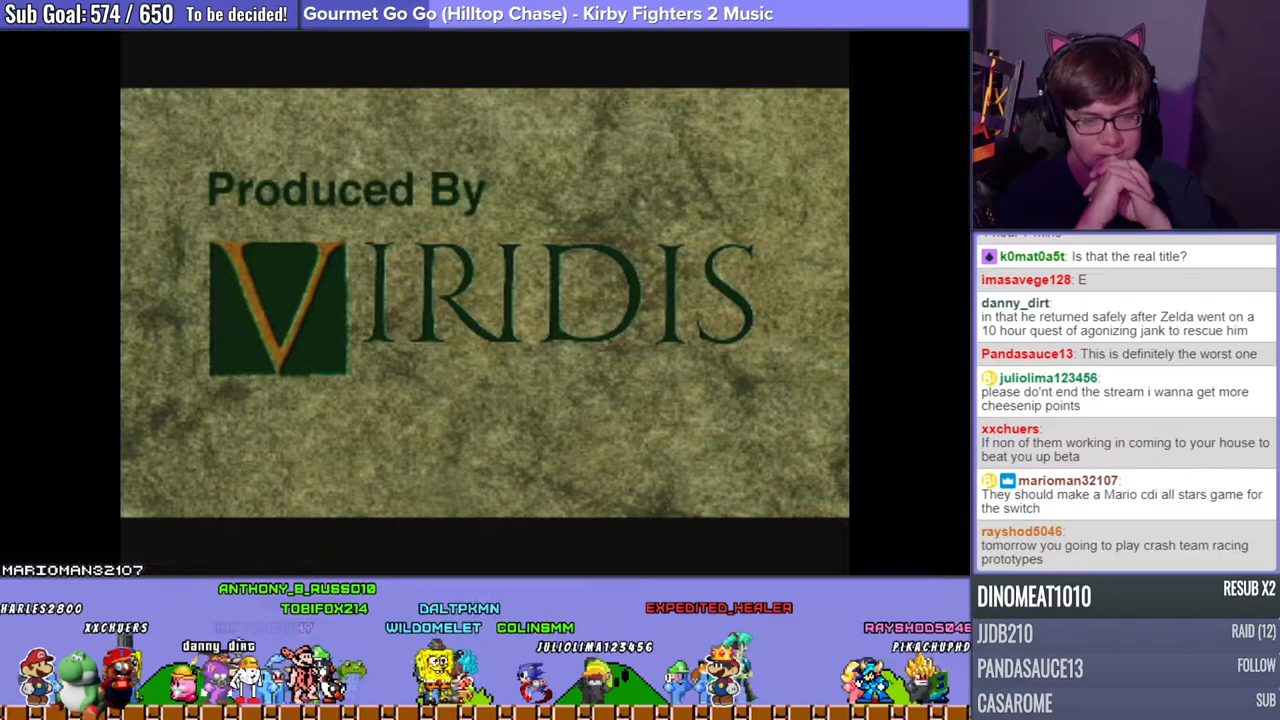 Sub Goal: 574 / 650 To be decided!
Gourmet Go Go (Hilltop Chase) - Kirby Fighters 2 Music
Produced By
VIRIDIS
k0mat0a5t: Is that the real title?
imasavege128: E
danny_dirt:
in that he returned safely after Zelda went on a
10 hour quest of agonizing jank to rescue him
Pandasauce13: This is definitely the worst one
juliolima123456:
please do'nt end the stream i wanna get more
cheesenip points
xxchuers:
If non of them working in coming to your house to
beat you up beta
marioman32107:
They should make a Mario cdi all stars game for
the switch
rayshod5046:
tomorrow you going to play crash team racing
prototypes
MARIOMAN32107
ANTHONY_B_RUSSO10
HARLES2800
TOBIFOX214
DALTPKMN
EXPEDITED_HEALER
XXCHUERS
WILDOMELET
COLINSMM
RAYSHOD5046
danny_dirt
JULIOLIMA123456
PIKACHUPHD
DINOMEAT1010 RESUB X2
JJDB210 RAID (12)
PANDASAUCE13 FOLLOW
CASAROME SUB